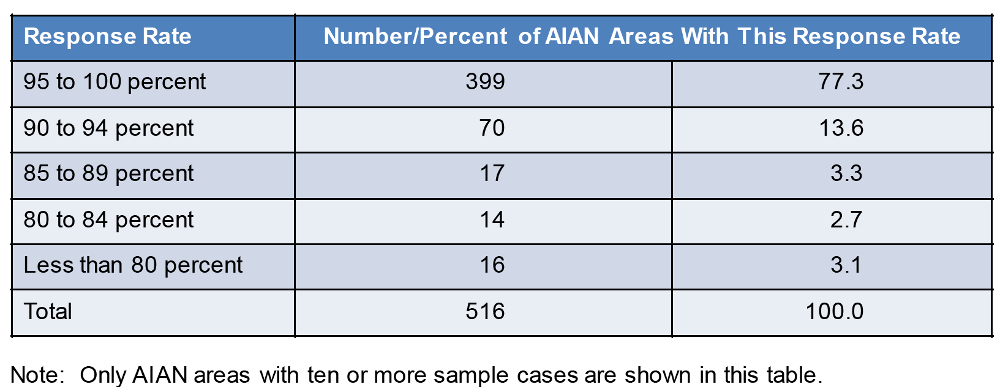 Response Rate Number/Percent of AIAN Areas With This Response Rate
95 to 100 percent 399 77.3
90 to 94 percent 70 13.6
85 to 89 percent 17 3.3
80 to 84 percent 14 2.7
Less than 80 percent 16 3.1
Total 516 100.0
Note: Only AIAN areas with ten or more sample cases are shown in this table.